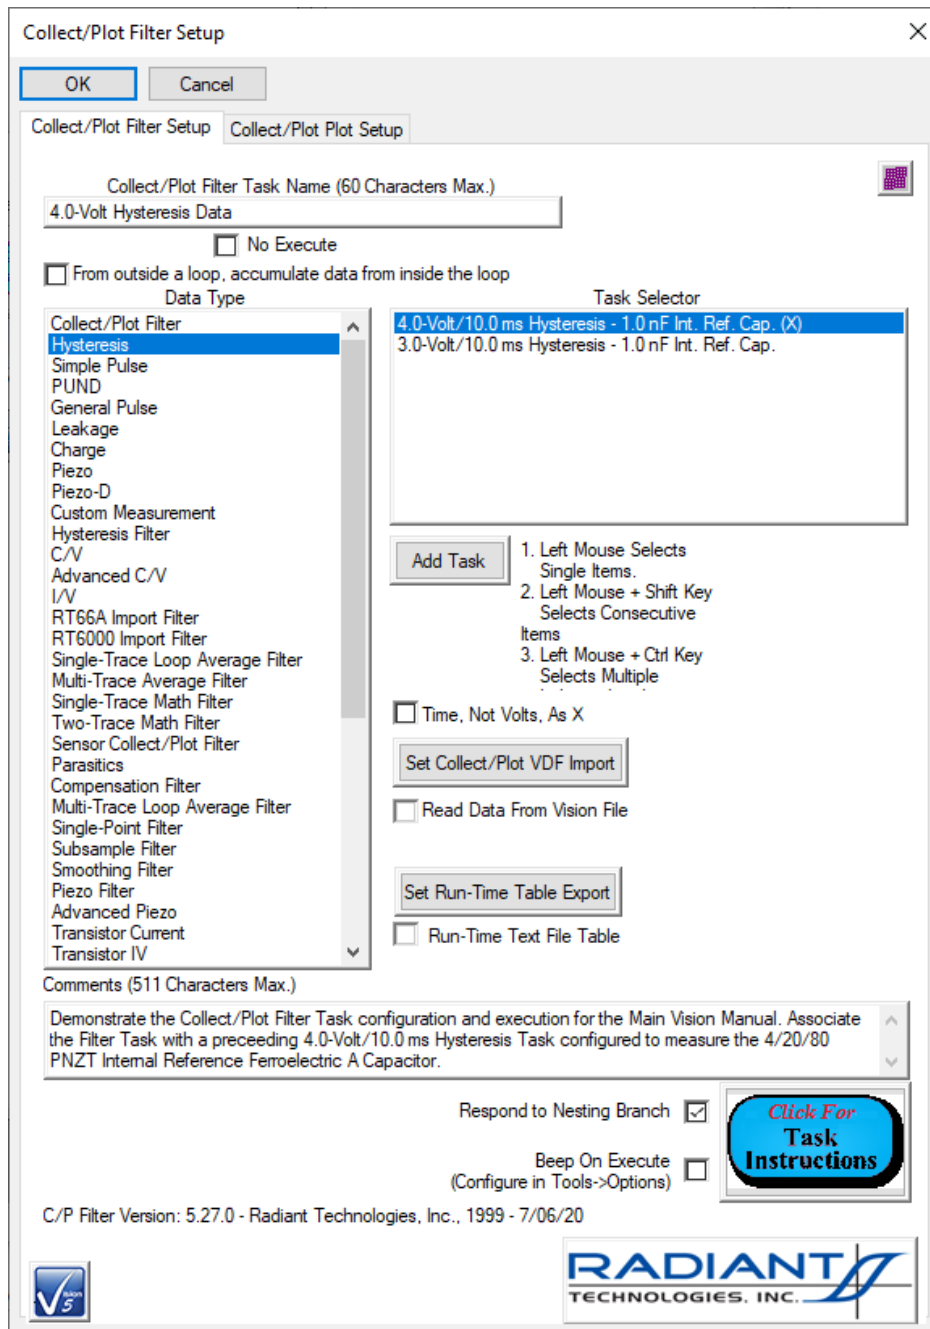 Collect/Plot Filter Setup
OK
Cancel
Collect/Plot Filter Setup
Collect/Plot Plot Setup
Collect/Plot Filter Task Name (60 Characters Max.)
4.0-Volt Hysteresis Data
No Execute
From outside a loop, accumulate data from inside the loop
Data Type
Collect/Plot Filter
Hysteresis
Simple Pulse
PUND
General Pulse
Leakage
Charge
Piezo
Piezo-D
Custom Measurement
Hysteresis Filter
C/V
Advanced C/V
I/V
RT66A Import Filter
RT6000 Import Filter
Single-Trace Loop Average Filter
Multi-Trace Average Filter
Single-Trace Math Filter
Two-Trace Math Filter
Sensor Collect/Plot Filter
Parasitics
Compensation Filter
Multi-Trace Loop Average Filter
Single-Point Filter
Subsample Filter
Smoothing Filter
Piezo Filter
Advanced Piezo
Transistor Current
Transistor IV
Task Selector
4.0-Volt/10.0 ms Hysteresis - 1.0 nF Int. Ref. Cap. (X)
3.0-Volt/10.0 ms Hysteresis - 1.0 nF Int. Ref. Cap.
Add Task
1. Left Mouse Selects
Single Items.
2. Left Mouse + Shift Key
Selects Consecutive
Items
3. Left Mouse + Ctrl Key
Selects Multiple
Time, Not Volts, As X
Set Collect/Plot VDF Import
Read Data From Vision File
Set Run-Time Table Export
Run-Time Text File Table
Comments (511 Characters Max.)
Demonstrate the Collect/Plot Filter Task configuration and execution for the Main Vision Manual. Associate
the Filter Task with a preceeding 4.0-Volt/10.0 ms Hysteresis Task configured to measure the 4/20/80
PNZT Internal Reference Ferroelectric A Capacitor.
Respond to Nesting Branch
Click For
Task
Instructions
Beep On Execute
(Configure in Tools->Options)
C/P Filter Version: 5.27.0 - Radiant Technologies, Inc., 1999 - 7/06/20
Vision
5
RADIANT
TECHNOLOGIES, INC.